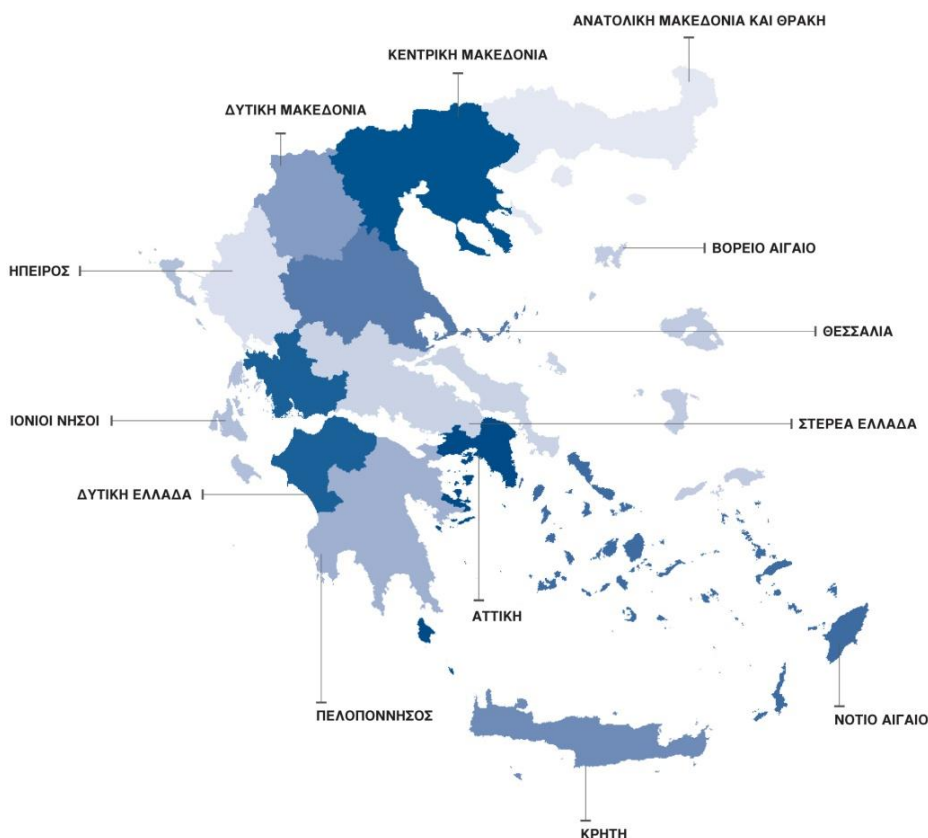 ΑΝΑΤΟΛΙΚΗ ΜΑΚΕΔΟΝΙΑ ΚΑΙ ΘΡΑΚΗ
ΚΕΝΤΡΙΚΗ ΜΑΚΕΔΟΝΙΑ
ΔΥΤΙΚΗ ΜΑΚΕΔΟΝΙΑ
ΒΟΡΕΙΟ ΑΙΓΑΙΟ
ΗΠΕΙΡΟΣ
ΘΕΣΣΑΛΙΑ
ΙΟΝΙΟΙ ΝΗΣΟΙ
ΣΤΕΡΕΑ ΕΛΛΑΔΑ
ΔΥΤΙΚΗ ΕΛΛΑΔΑ
ΑΤΤΙΚΗ
ΠΕΛΟΠΟΝΝΗΣΟΣ
ΝΟΤΙΟ ΑΙΓΑΙΟ
ΚΡΗΤΗ